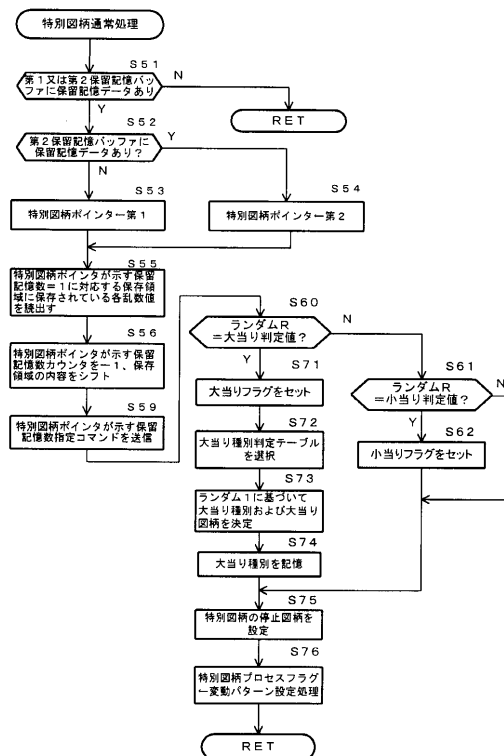 特別図柄通常処理
S51
第1又は第2保留記憶バッ
ファに保留記憶データあり
N
RET
Y
S52
第2保留記憶バッファに
保留記憶データあり?
Y
N
S53
特別図柄ポインター第1
S54
特別図柄ポインター第2
S55
特別図柄ポインタが示す保留
記憶数=1に対応する保存領
域に保存されている各乱数値
を読出す
S56
特別図柄ポインタが示す保留
記憶数カウンタを-1、保存
領域の内容をシフト
S59
特別図柄ポインタが示す保留
記憶数指定コマンドを送信
S60
ランダムR
=大当り判定値?
N
Y
S61
ランダムR
=小当り判定値?
N
Y
S62
小当りフラグをセット
S71
大当りフラグをセット
S72
大当り種別判定テーブル
を選択
S73
ランダム1に基づいて
大当り種別および大当り
図柄を決定
S74
大当り種別を記憶
S75
特別図柄の停止図柄を
設定
S76
特別図柄プロセスフラグ
←変動パターン設定処理
RET